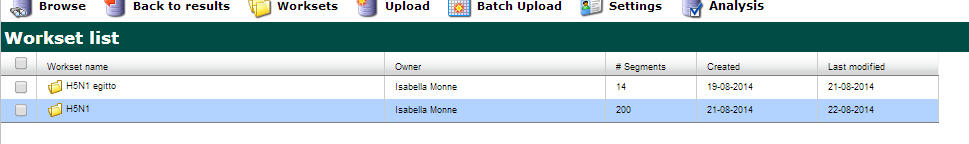 Browse Back to results Worksets Upload Batch Upload Settings Analysis
Workset list
Workset name Owner # Segments Created Last modified
H5N1 egitto Isabella Monne 14 19-08-2014 21-08-2014
H5N1 Isabella Monne 200 21-08-2014 22-08-2014